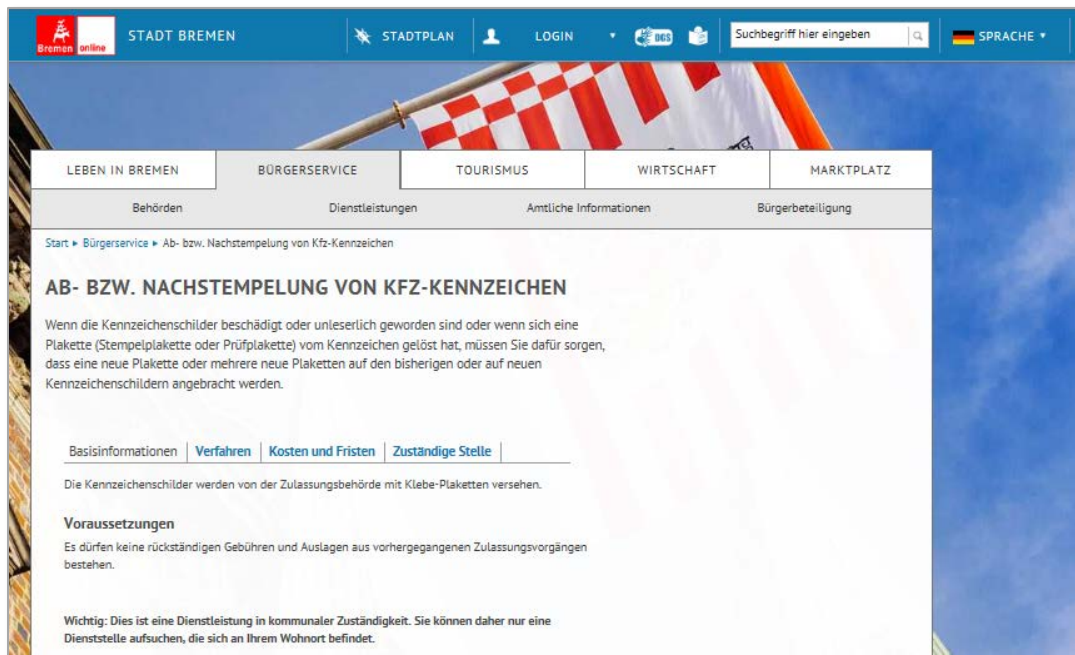 Bremen online STADT BREMEN STADTPLAN LOGIN DGS Suchbegriff hier eingeben SPRACHE
LEBEN IN BREMEN BÜRGERSERVICE TOURISMUS WIRTSCHAFT MARKTPLATZ
Behörden Dienstleistungen Amtliche Informationen Bürgerbeteiligung
Start ▸ Bürgerservice ▸ Ab- bzw. Nachstempelung von Kfz-Kennzeichen
AB- BZW. NACHSTEMPELUNG VON KFZ-KENNZEICHEN
Wenn die Kennzeichenschilder beschädigt oder unleserlich geworden sind oder wenn sich eine
Plakette (Stempelplakette oder Prüfplakette) vom Kennzeichen gelöst hat, müssen Sie dafür sorgen,
dass eine neue Plakette oder mehrere neue Plaketten auf den bisherigen oder auf neuen
Kennzeichenschildern angebracht werden.
Basisinformationen Verfahren Kosten und Fristen Zuständige Stelle
Die Kennzeichenschilder werden von der Zulassungsbehörde mit Klebe-Plaketten versehen.
Voraussetzungen
Es dürfen keine rückständigen Gebühren und Auslagen aus vorhergegangenen Zulassungsvorgängen
bestehen.
Wichtig: Dies ist eine Dienstleistung in kommunaler Zuständigkeit. Sie können daher nur eine
Dienststelle aufsuchen, die sich an Ihrem Wohnort befindet.